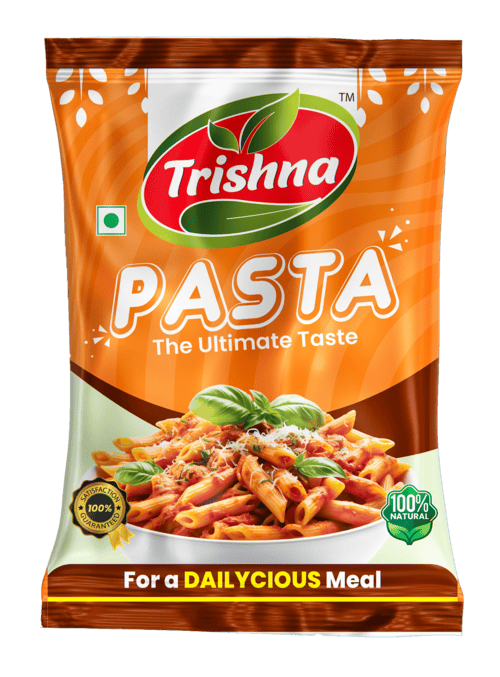 TM
Trishna
PASTA
The Ultimate Taste
SATISFACTION
100%
GUARANTEED
100%
NATURAL
For a DAILYCIOUS Meal